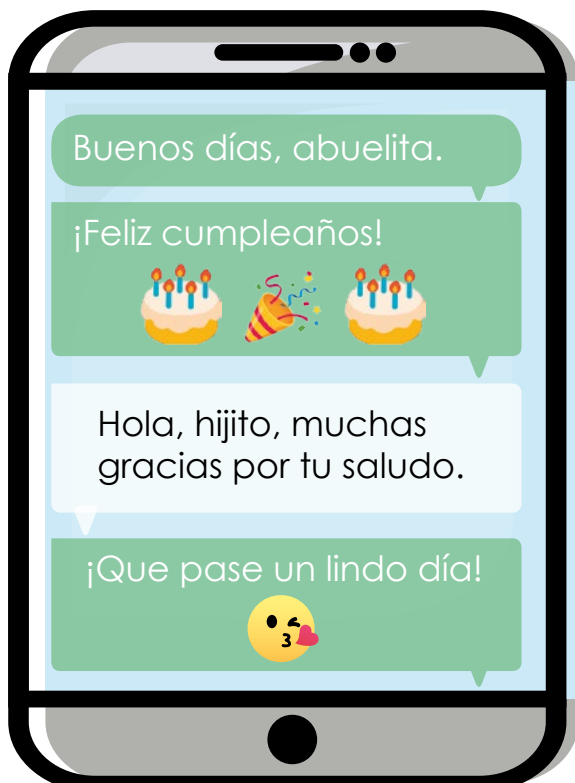 Buenos días, abuelita.
¡Feliz cumpleaños!
Hola, hijito, muchas
gracias por tu saludo.
¡Que pase un lindo día!